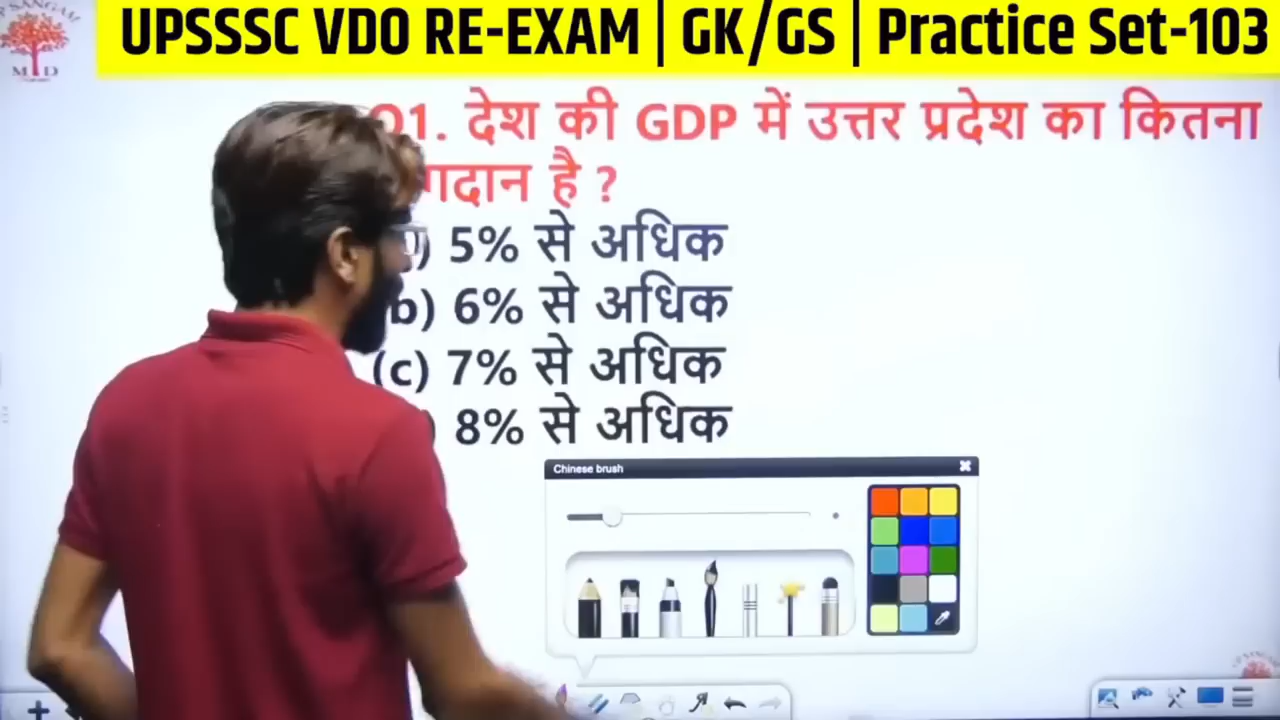 UPSSSC VDO RE-EXAM | GK/GS | Practice Set-103
Q1. देश की GDP में उत्तर प्रदेश का कितना
है ?
5% से अधिक
b) 6% से अधिक
(c) 7% से अधिक
8% से अधिक
Chinese brush